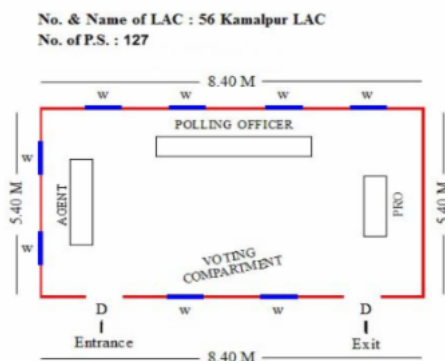 No. & Name of LAC : 56 Kamalpur LAC
No. of P.S. : 127
8.40 M
W W W W
POLLING OFFICER
W
AGENT
5.40 M
PRO
5.40 M
W
VOTING
COMPARTMENT
D W W D
Entrance
Exit
8.40 M